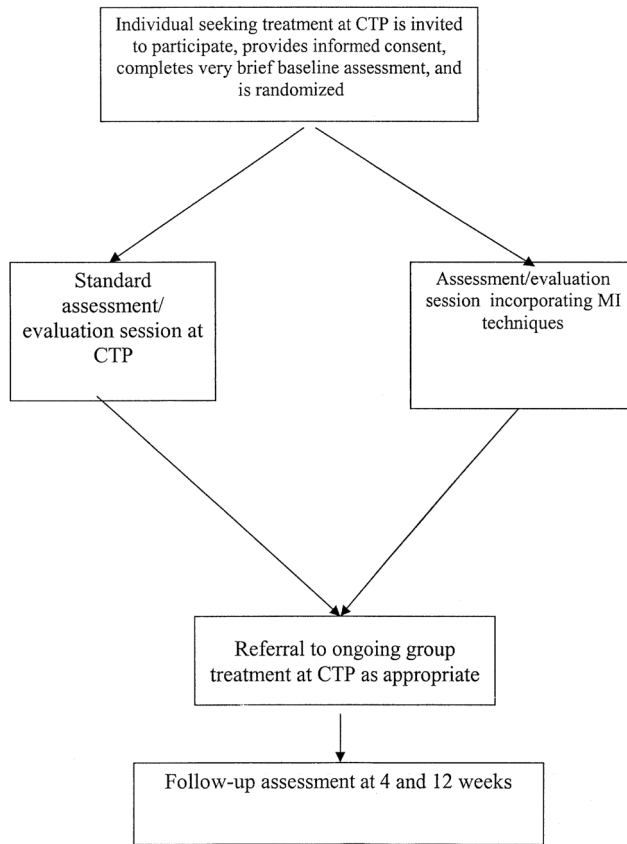 Individual seeking treatment at CTP is invited
to participate, provides informed consent,
completes very brief baseline assessment, and
is randomized
Standard
assessment/
evaluation session at
CTP
Assessment/evaluation
session incorporating MI
techniques
Referral to ongoing group
treatment at CTP as appropriate
Follow-up assessment at 4 and 12 weeks